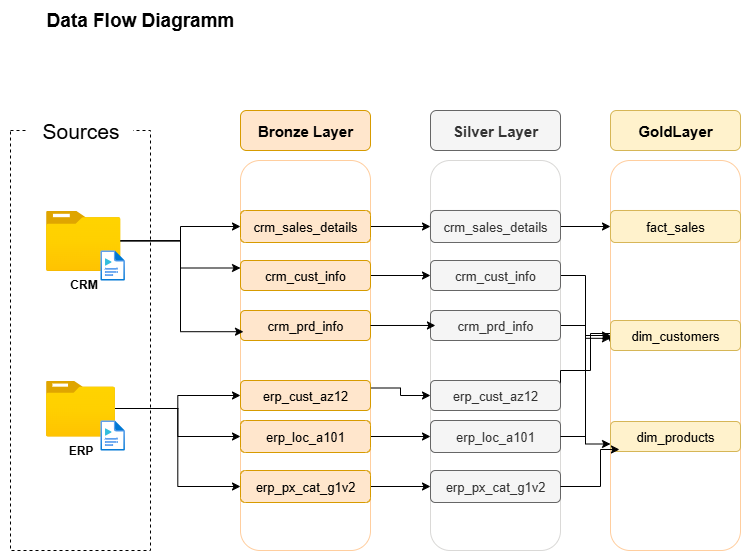 Data Flow Diagramm
Sources
Bronze Layer
Silver Layer
GoldLayer
CRM
ERP
crm_sales_details
crm_sales_details
fact_sales
crm_cust_info
crm_cust_info
crm_prd_info
crm_prd_info
dim_customers
erp_cust_az12
erp_cust_az12
erp_loc_a101
erp_loc_a101
dim_products
erp_px_cat_g1v2
erp_px_cat_g1v2